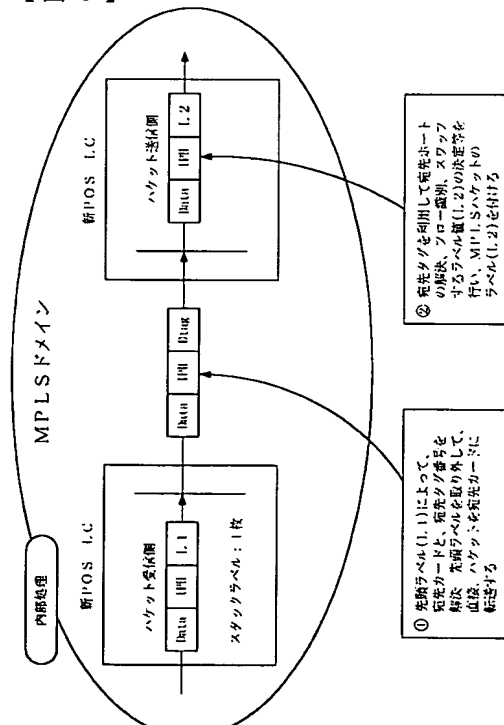 内部処理
MPLSドメイン
新POS LC
パケット受信側
Data
IPH
L1
スタックラベル：1枚
Data
IPH
Dtag
新POS LC
パケット送信側
Data
IPH
L2
① 先頭ラベル(L1)によって、
宛先カードと、宛先タグ番号を
解決 先頭ラベルを取り外して、
直接、パケットを宛先カードに
転送する
② 宛先タグを利用して宛先ポート
の解決、フロー識別、スワップ
するラベル値(L2)の決定等を
行い、MPLSパケットの
ラベル(L2)を付ける